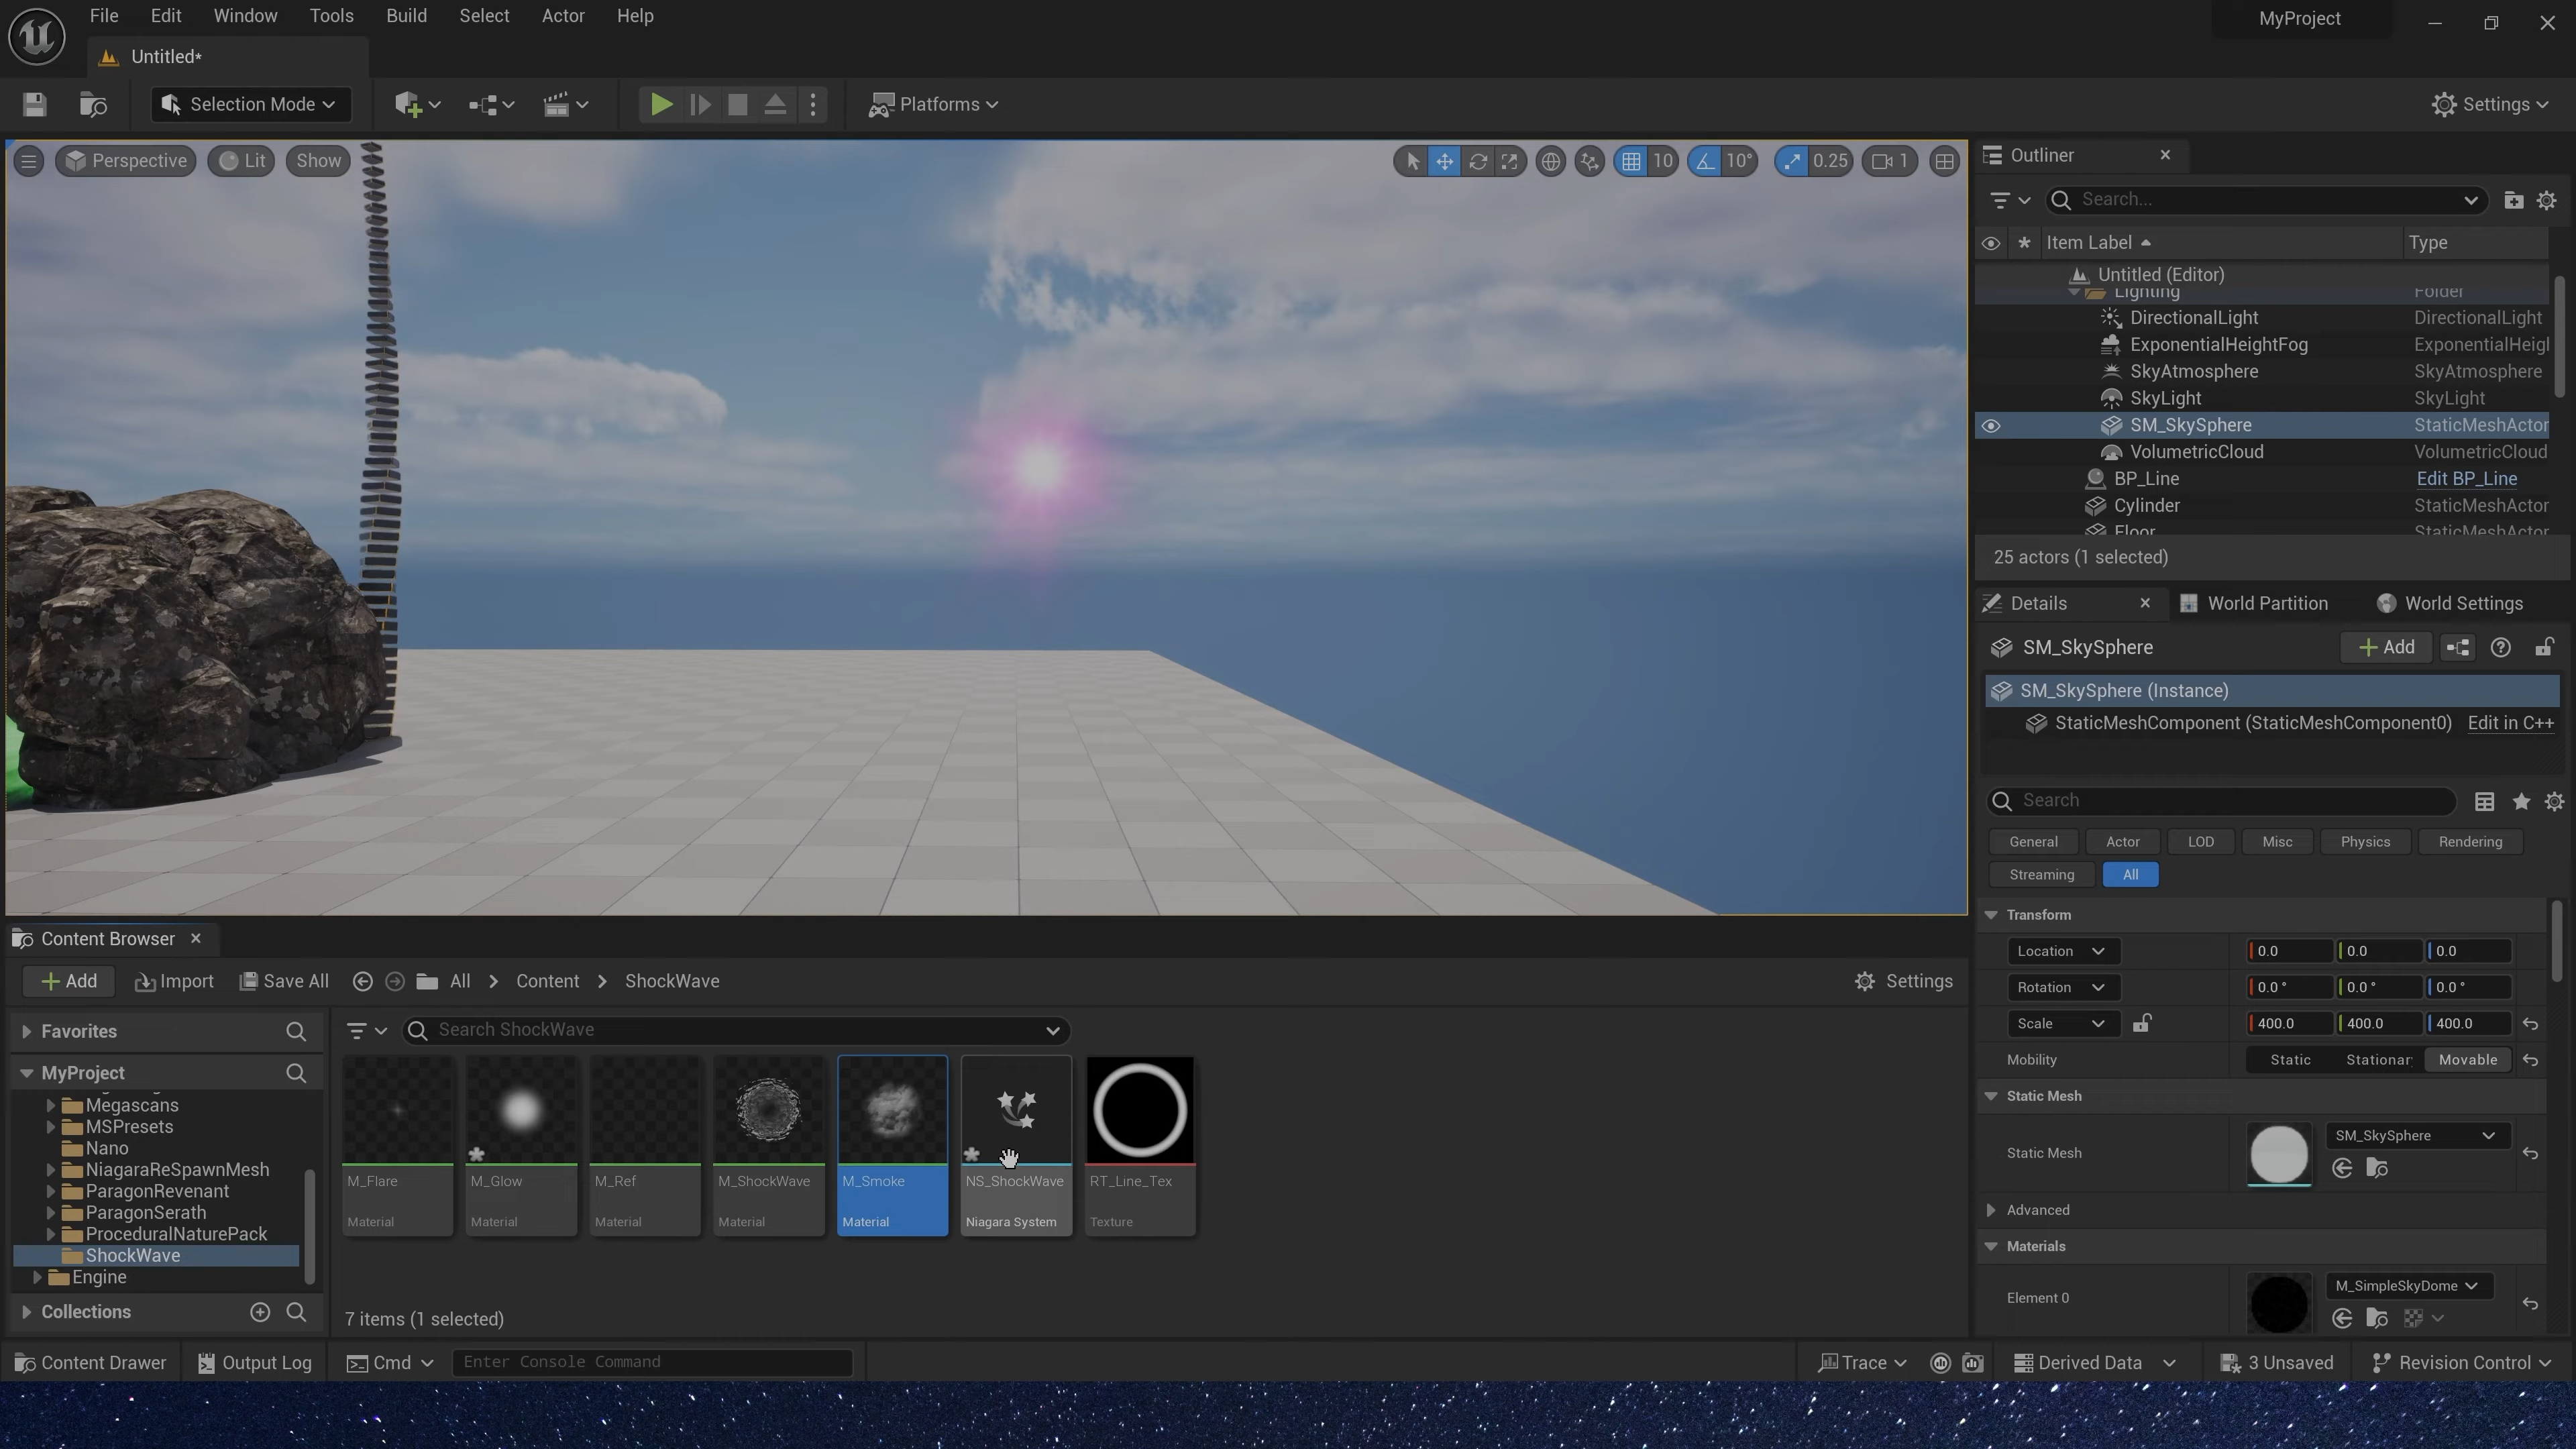 File Edit Window Tools Build Select Actor Help
MyProject
Untitled*
Selection Mode
Platforms
Settings
Perspective Lit Show
10 10° 0.25 1
Outliner
Search...
Item Label Type
Untitled (Editor)
Lighting Folder
DirectionalLight DirectionalLight
ExponentialHeightFog ExponentialHeigl
SkyAtmosphere SkyAtmosphere
SkyLight SkyLight
SM_SkySphere StaticMeshActor
VolumetricCloud VolumetricCloud
BP_Line Edit BP_Line
Cylinder StaticMeshActor
Floor StaticMeshActor
25 actors (1 selected)
Details World Partition World Settings
SM_SkySphere Add
SM_SkySphere (Instance)
StaticMeshComponent (StaticMeshComponent0) Edit in C++
Search
General Actor LOD Misc Physics Rendering
Streaming All
Transform
Location 0.0 0.0 0.0
Rotation 0.0 ° 0.0 ° 0.0 °
Scale 400.0 400.0 400.0
Mobility Static Stationar Movable
Static Mesh
Static Mesh SM_SkySphere
Advanced
Materials
Element 0 M_SimpleSkyDome
Content Browser
Add Import Save All All Content ShockWave Settings
Favorites
Search ShockWave
MyProject
Megascans
MSPresets
Nano
NiagaraReSpawnMesh
ParagonRevenant
ParagonSerath
ProceduralNaturePack
ShockWave
Engine
Collections
M_Flare M_Glow M_Ref M_ShockWave M_Smoke NS_ShockWave RT_Line_Tex
Material Material Material Material Material Niagara System Texture
7 items (1 selected)
Content Drawer Output Log Cmd Enter Console Command Trace Derived Data 3 Unsaved Revision Control